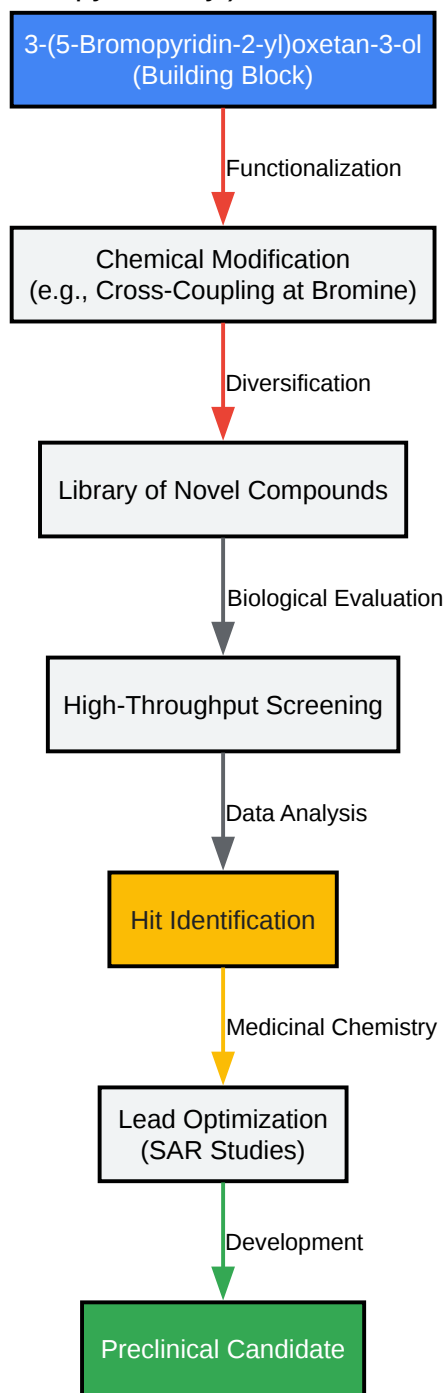 3-(5-Bromopyridin-2-yl)oxetan-3-ol
(Building Block)
Functionalization
Chemical Modification
(e.g., Cross-Coupling at Bromine)
Diversification
Library of Novel Compounds
Biological Evaluation
High-Throughput Screening
Data Analysis
Hit Identification
Medicinal Chemistry
Lead Optimization
(SAR Studies)
Development
Preclinical Candidate